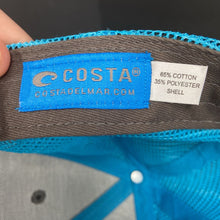 COSTA
COSTADELMAR.COM
65% COTTON
35% POLYESTER
SHELL